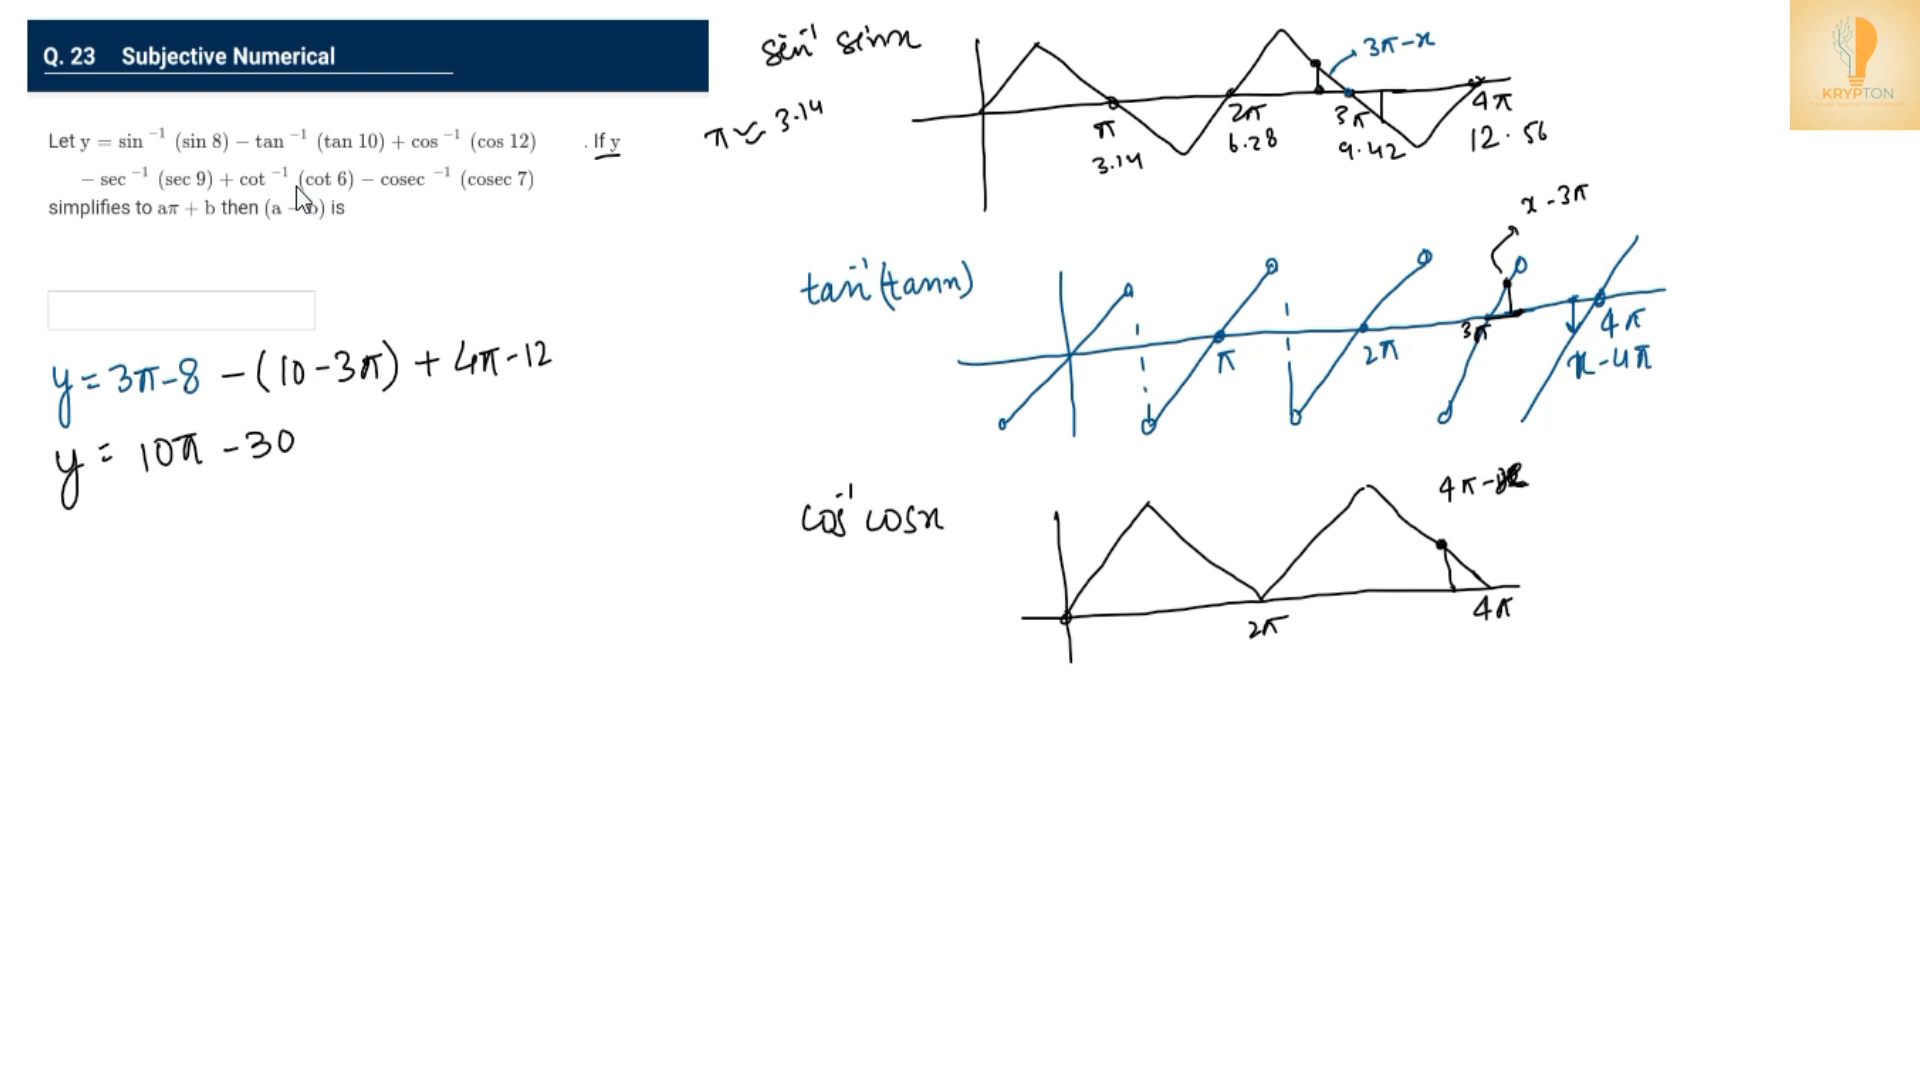 Q. 23 Subjective Numerical
Let y = sin ⁻¹ (sin 8) − tan ⁻¹ (tan 10) + cos ⁻¹ (cos 12) . If y
− sec ⁻¹ (sec 9) + cot ⁻¹ (cot 6) − cosec ⁻¹ (cosec 7)
simplifies to aπ + b then (a − b) is
y = 3π-8 - (10-3π) + 4π-12
y = 10π - 30
sin⁻¹ sinx
π ≈ 3.14
3π-x
π
3.14
2π
6.28
3π
9.42
4π
12.56
tan⁻¹(tanx)
x-3π
π
2π
3π
4π
x-4π
cos⁻¹ cosx
4π-
2π
4π
KRYPTON